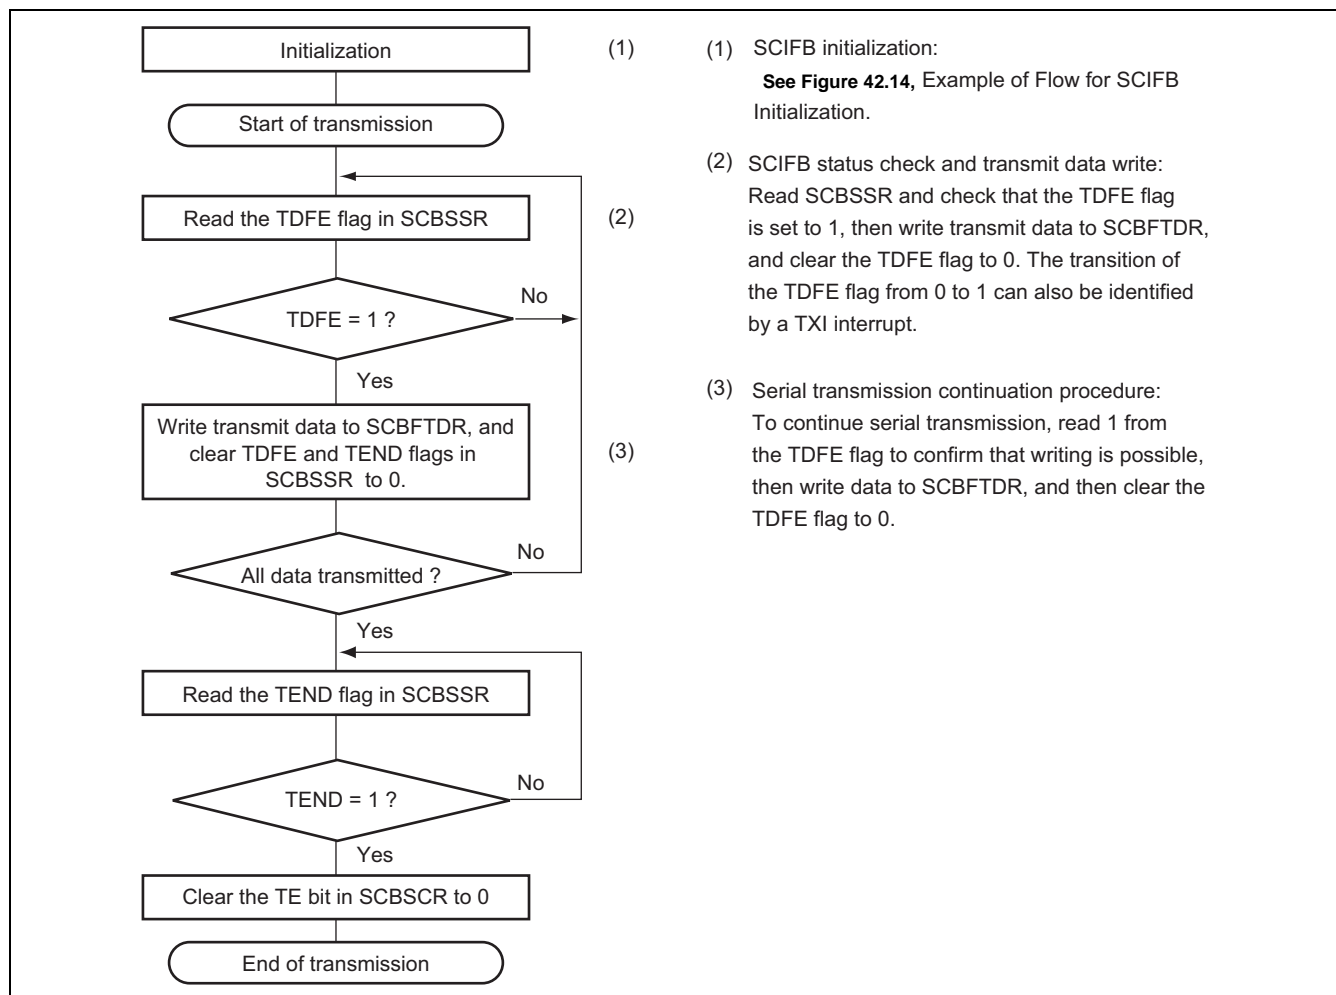 Initialization
(1)
Start of transmission
Read the TDFE flag in SCBSSR
(2)
TDFE = 1 ?
No
Yes
Write transmit data to SCBFTDR, and
clear TDFE and TEND flags in
SCBSSR to 0.
(3)
All data transmitted ?
No
Yes
Read the TEND flag in SCBSSR
TEND = 1 ?
No
Yes
Clear the TE bit in SCBSCR to 0
End of transmission
(1) SCIFB initialization:
See Figure 42.14, Example of Flow for SCIFB
Initialization.
(2) SCIFB status check and transmit data write:
Read SCBSSR and check that the TDFE flag
is set to 1, then write transmit data to SCBFTDR,
and clear the TDFE flag to 0. The transition of
the TDFE flag from 0 to 1 can also be identified
by a TXI interrupt.
(3) Serial transmission continuation procedure:
To continue serial transmission, read 1 from
the TDFE flag to confirm that writing is possible,
then write data to SCBFTDR, and then clear the
TDFE flag to 0.